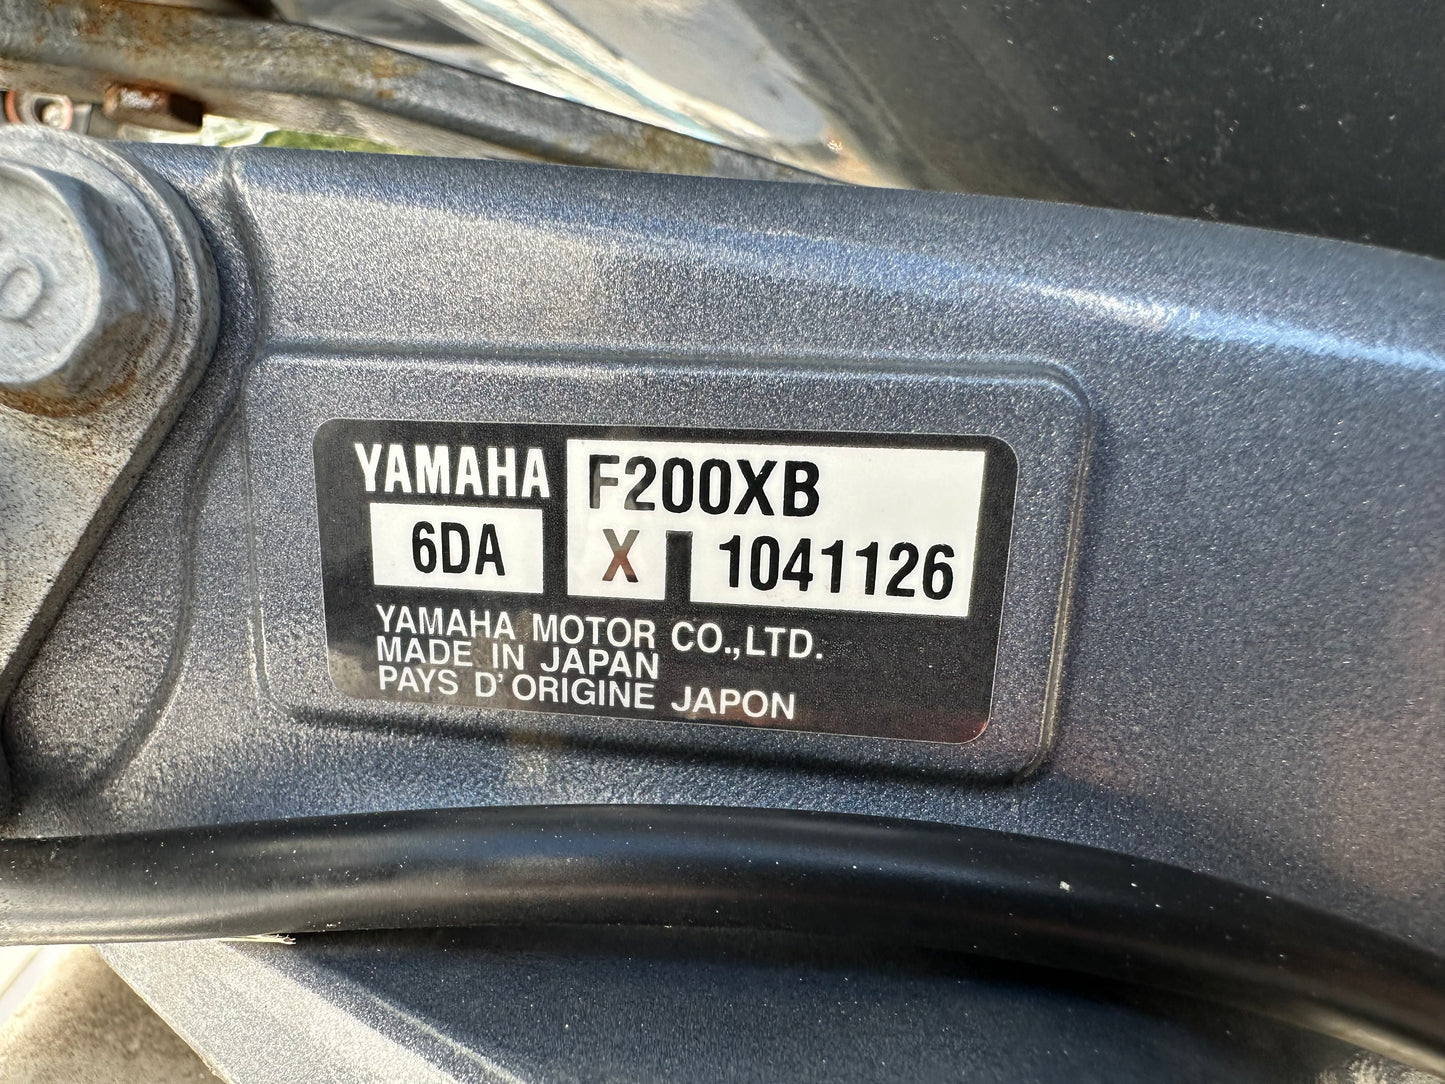 YAMAHA F200XB
6DA X 1041126
YAMAHA MOTOR CO.,LTD.
MADE IN JAPAN
PAYS D'ORIGINE JAPON